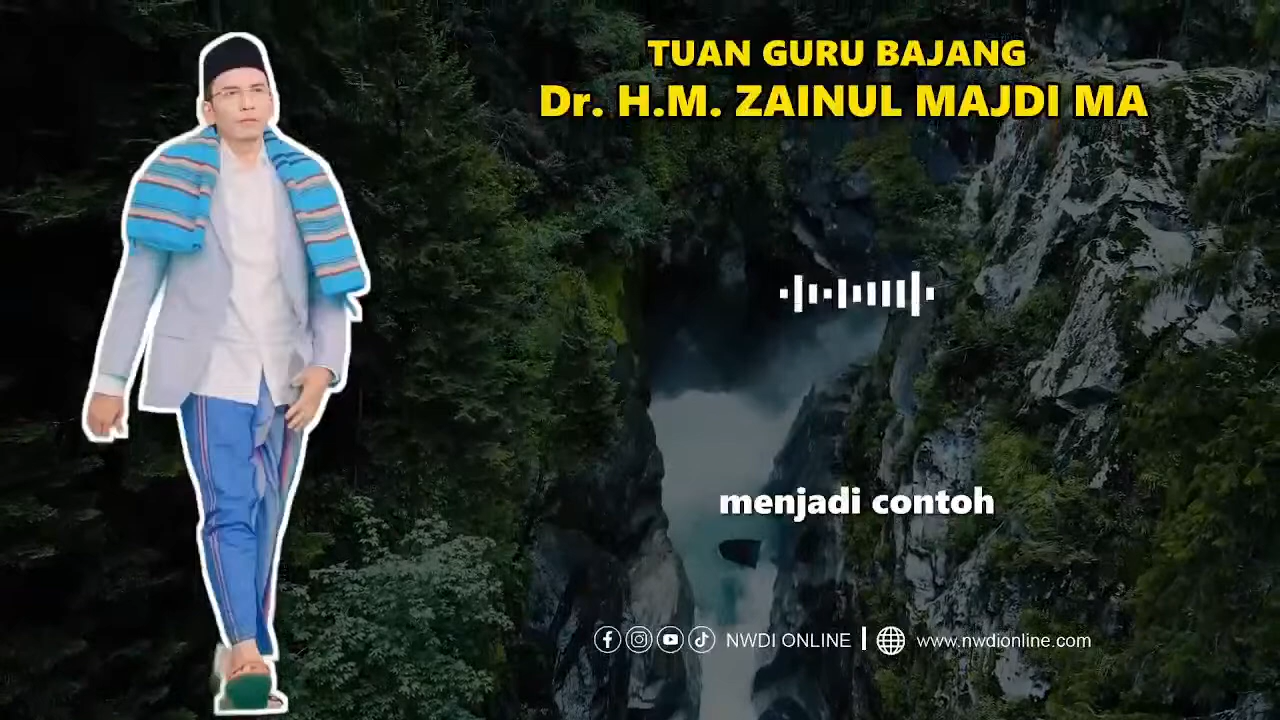 TUAN GURU BAJANG
Dr. H.M. ZAINUL MAJDI MA
menjadi contoh
NWDI ONLINE | www.nwdionline.com